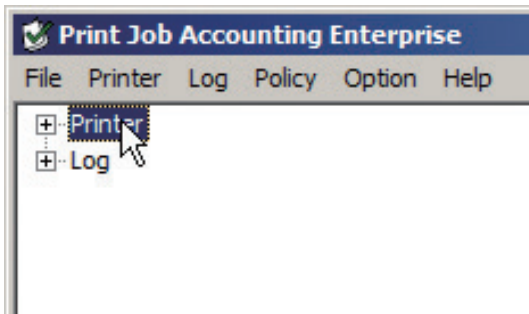 Print Job Accounting Enterprise
File Printer Log Policy Option Help
Printer
Log